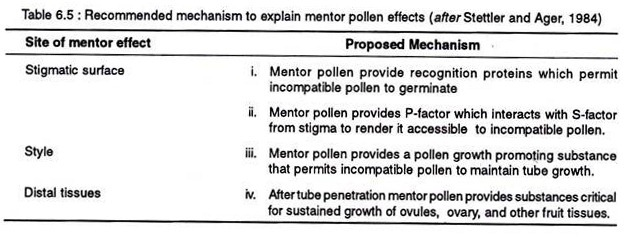 Table 6.5 : Recommended mechanism to explain mentor pollen effects (after Stettler and Ager, 1984)
Site of mentor effect Proposed Mechanism
Stigmatic surface i. Mentor pollen provide recognition proteins which permit
incompatible pollen to germinate
ii. Mentor pollen provides P-factor which interacts with S-factor
from stigma to render it accessible to incompatible pollen.
Style iii. Mentor pollen provides a pollen growth promoting substance
that permits incompatible pollen to maintain tube growth.
Distal tissues iv. After tube penetration mentor pollen provides substances critical
for sustained growth of ovules, ovary, and other fruit tissues.